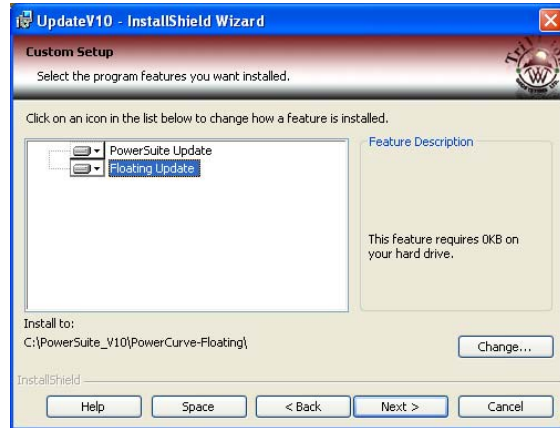 UpdateV10 - InstallShield Wizard
Custom Setup
Select the program features you want installed.
Click on an icon in the list below to change how a feature is installed.
PowerSuite Update
Floating Update
Feature Description
This feature requires 0KB on
your hard drive.
Install to:
C:\PowerSuite_V10\PowerCurve-Floating\
Change...
InstallShield
Help
Space
< Back
Next >
Cancel